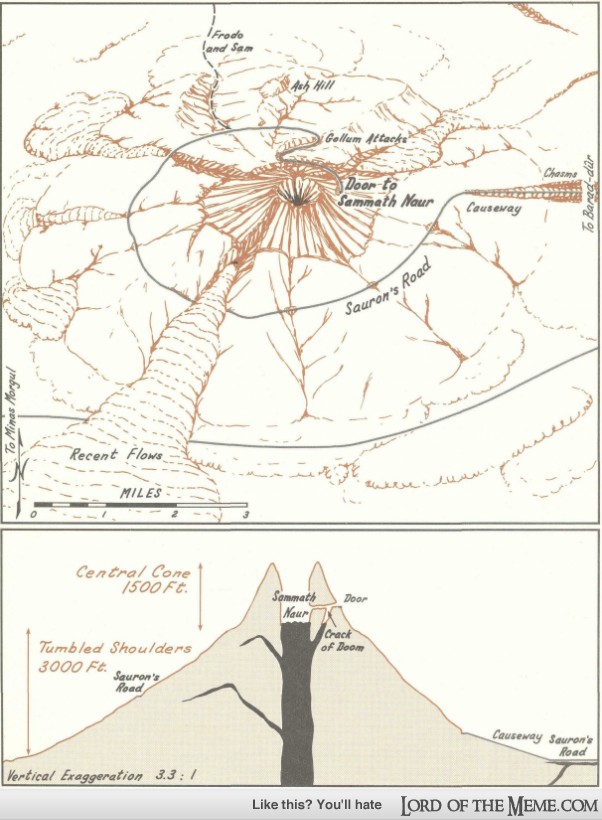 Frodo
and Sam
Ash Hill
Gollum Attacks
Door to
Sammath Naur
Chasms
Causeway
To Barad-dûr
Sauron's Road
To Minas Morgul
Recent Flows
N
MILES
0 1 2 3
Central Cone
1500 Ft.
Sammath
Naur
Door
Crack
of Doom
Tumbled Shoulders
3000 Ft.
Sauron's
Road
Causeway
Sauron's
Road
Vertical Exaggeration 3.3 : 1
Like this? You'll hate LORD OF THE MEME.COM